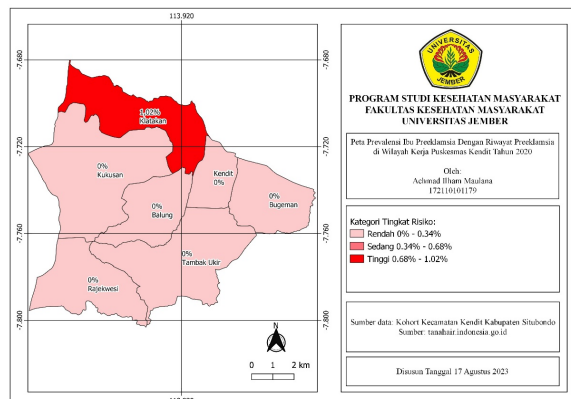 113.920
-7.680
-7.680
1,02%
Klatakan
-7.720
-7.720
0%
Kukusan
Kendit
0%
0%
Bugeman
0%
Balung
-7.760
-7.760
0%
Tambak Ukir
0%
Rajekwesi
-7.800
-7.800
N
0 1 2 km
UNIVERSITAS
JEMBER
PROGRAM STUDI KESEHATAN MASYARAKAT
FAKULTAS KESEHATAN MASYARAKAT
UNIVERSITAS JEMBER
Peta Prevalensi Ibu Preeklamsia Dengan Riwayat Preeklamsia
di Wilayah Kerja Puskesmas Kendit Tahun 2020
Oleh:
Achmad Ilham Maulana
172110101179
Kategori Tingkat Risiko:
Rendah 0% - 0.34%
Sedang 0.34% - 0.68%
Tinggi 0.68% - 1.02%
Sumber data: Kohort Kecamatan Kendit Kabupaten Situbondo
Sumber: tanahair.indonesia.go.id
Disusun Tanggal 17 Agustus 2023